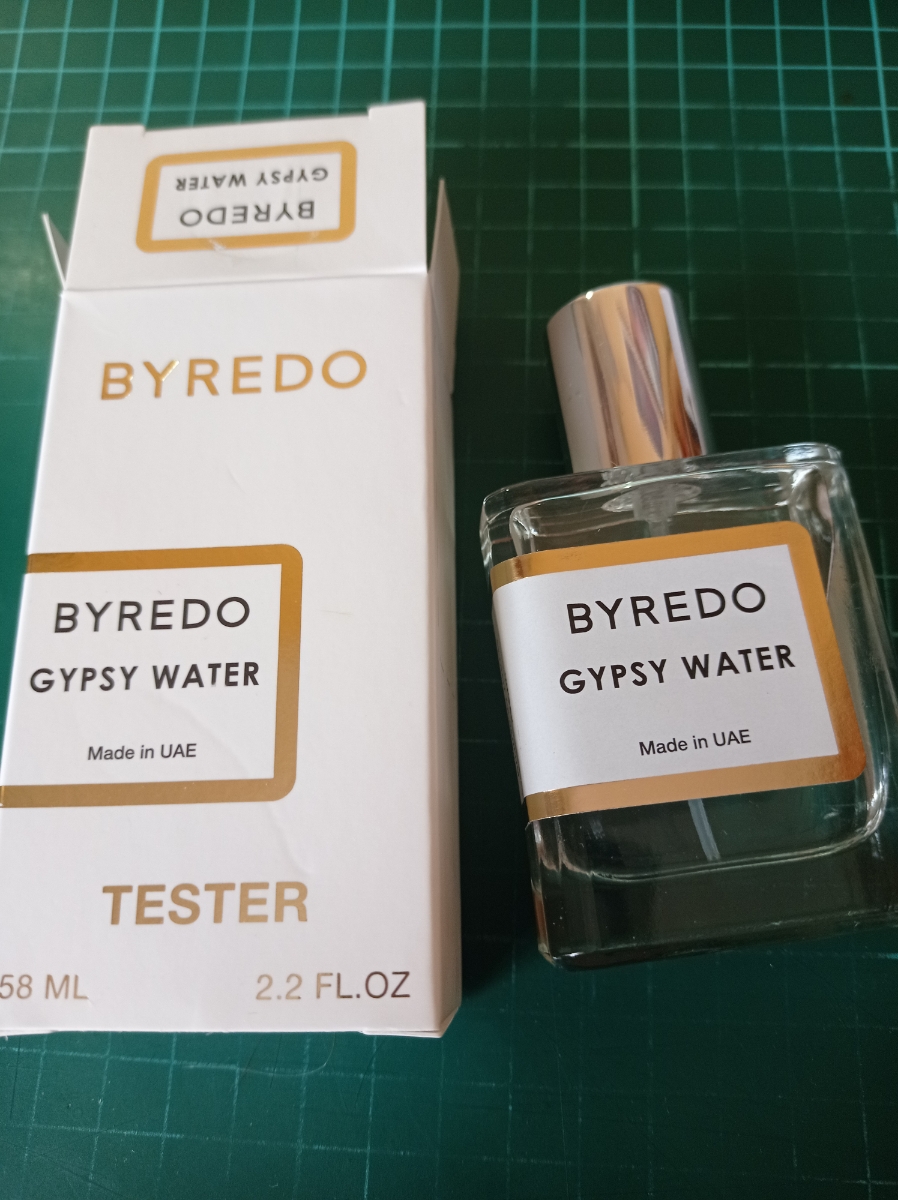 BYREDO
GYPSY WATER
BYREDO
BYREDO
GYPSY WATER
Made in UAE
TESTER
58 ML 2.2 FL.OZ
BYREDO
GYPSY WATER
Made in UAE